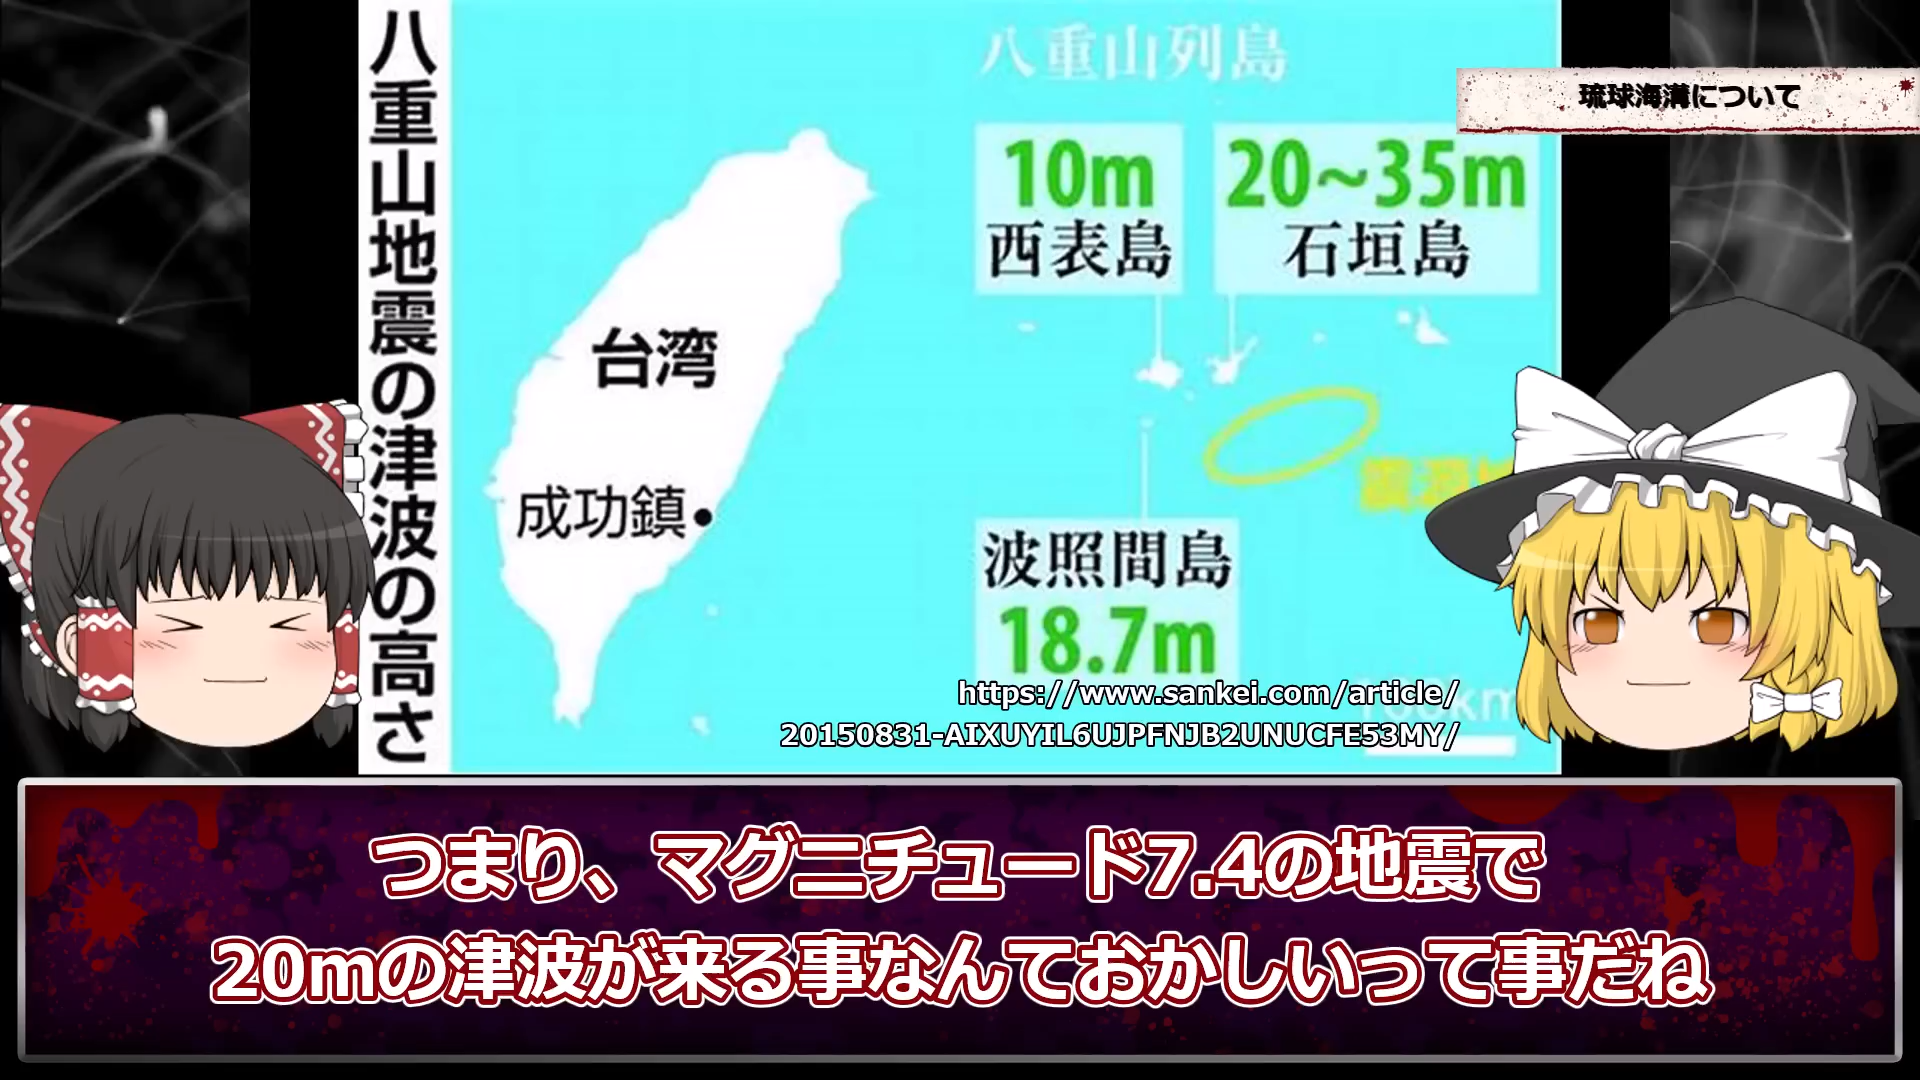 八重山地震の津波の高さ
八重山列島
琉球海溝について
10m
西表島
20~35m
石垣島
台湾
成功鎮
波照間島
18.7m
https://www.sankei.com/article/
20150831-AIXUYIL6UJPFNJB2UNUCFE53MY/
つまり、マグニチュード7.4の地震で
20mの津波が来る事なんておかしいって事だね